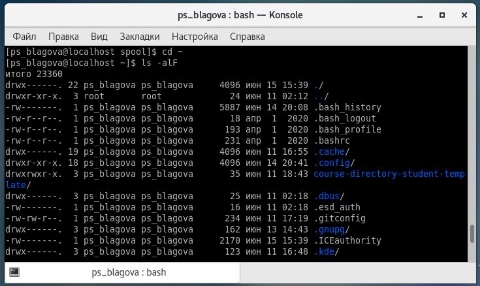 ps_blagova : bash — Konsole
Файл Правка Вид Закладки Настройка Справка
[ps_blagova@localhost spool]$ cd ~
[ps_blagova@localhost ~]$ ls -alF
итого 23360
drwx------. 22 ps_blagova ps_blagova 4096 июн 15 15:39 ./
drwxr-xr-x. 3 root root 24 июн 11 02:12 ../
-rw-------. 1 ps_blagova ps_blagova 5887 июн 14 20:08 .bash_history
-rw-r--r--. 1 ps_blagova ps_blagova 18 апр 1 2020 .bash_logout
-rw-r--r--. 1 ps_blagova ps_blagova 193 апр 1 2020 .bash_profile
-rw-r--r--. 1 ps_blagova ps_blagova 231 апр 1 2020 .bashrc
drwx------. 19 ps_blagova ps_blagova 4096 июн 11 16:55 .cache/
drwxr-xr-x. 18 ps_blagova ps_blagova 4096 июн 14 20:41 .config/
drwxrwxr-x. 3 ps_blagova ps_blagova 35 июн 11 18:43 course-directory-student-temp
late/
drwx------. 3 ps_blagova ps_blagova 25 июн 11 02:18 .dbus/
-rw-------. 1 ps_blagova ps_blagova 16 июн 11 02:18 .esd_auth
-rw-rw-r--. 1 ps_blagova ps_blagova 234 июн 11 17:19 .gitconfig
drwx------. 3 ps_blagova ps_blagova 162 июн 13 14:43 .gnupg/
-rw-------. 1 ps_blagova ps_blagova 2170 июн 15 15:39 .ICEauthority
drwx------. 3 ps_blagova ps_blagova 123 июн 11 16:48 .kde/
ps_blagova : bash